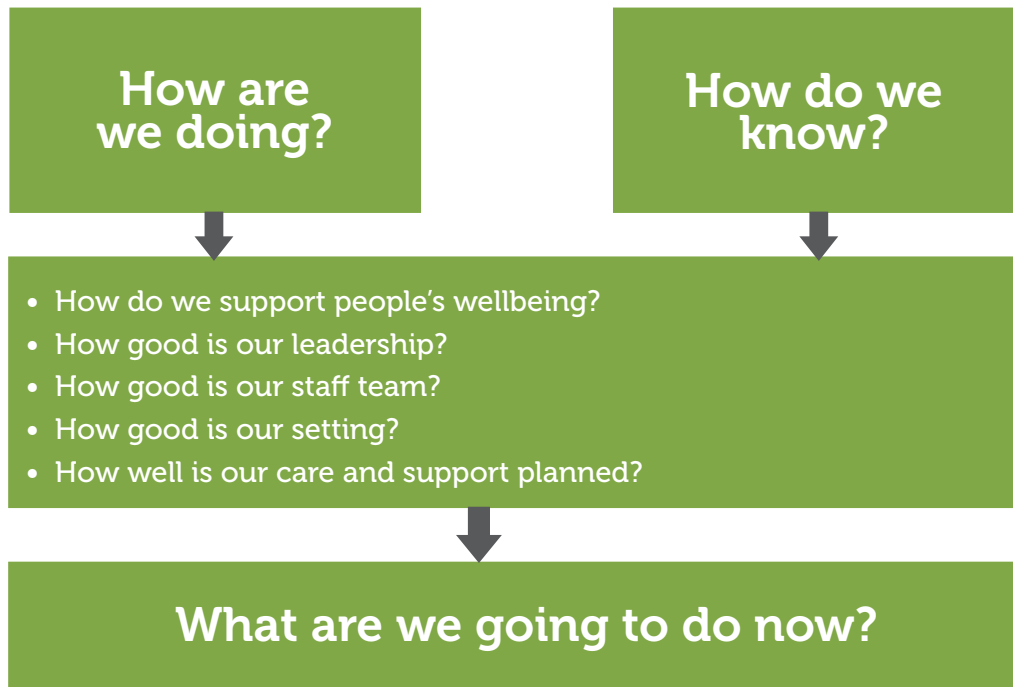 How are
we doing?
How do we
know?
• How do we support people’s wellbeing?
• How good is our leadership?
• How good is our staff team?
• How good is our setting?
• How well is our care and support planned?
What are we going to do now?